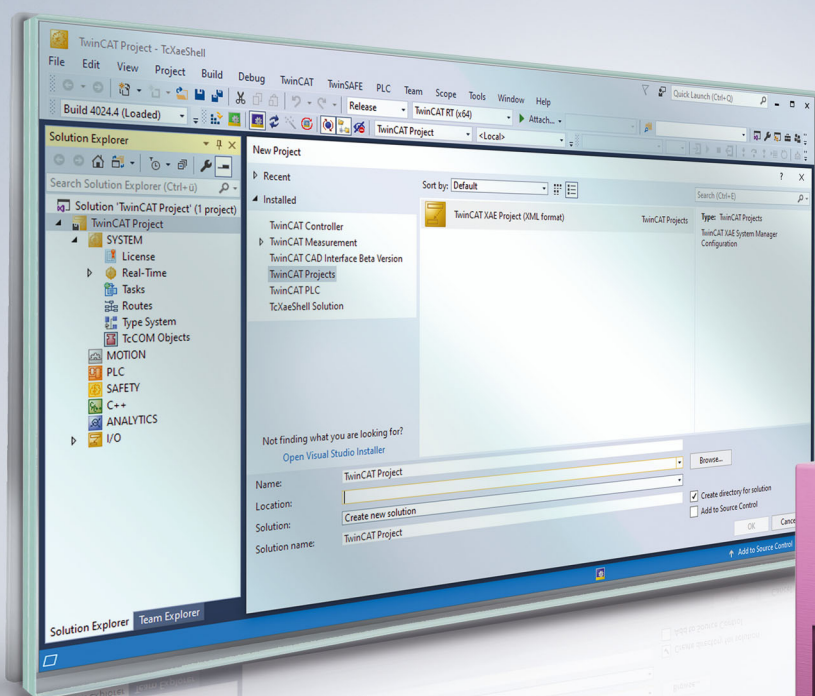 TwinCAT Project - TcXaeShell
File Edit View Project Build Debug TwinCAT TwinSAFE PLC Team Scope Tools Window Help
Quick Launch (Ctrl+Q)
Release
TwinCAT RT (x64)
Attach...
Build 4024.4 (Loaded)
TwinCAT Project
<Local>
Solution Explorer
Search Solution Explorer (Ctrl+ü)
Solution 'TwinCAT Project' (1 project)
TwinCAT Project
SYSTEM
License
Real-Time
Tasks
Routes
Type System
TcCOM Objects
MOTION
PLC
SAFETY
C++
ANALYTICS
I/O
Solution Explorer
Team Explorer
New Project
? X
Recent
Installed
TwinCAT Controller
TwinCAT Measurement
TwinCAT CAD Interface Beta Version
TwinCAT Projects
TwinCAT PLC
TcXaeShell Solution
Not finding what you are looking for?
Open Visual Studio Installer
Sort by: Default
TwinCAT XAE Project (XML format)
TwinCAT Projects
Search (Ctrl+E)
Type: TwinCAT Projects
TwinCAT XAE System Manager
Configuration
Name:
TwinCAT Project
Location:
Browse...
Solution:
Create new solution
Solution name:
TwinCAT Project
Create directory for solution
Add to Source Control
OK
Add to Source Control